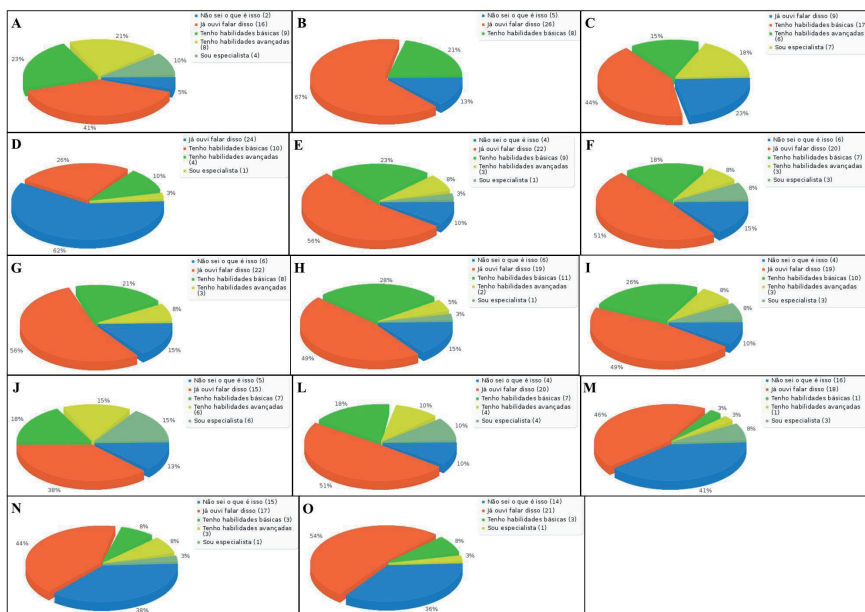 A
Não sei o que é isso (2)
Já ouvi falar disso (16)
Tenho habilidades básicas (9)
Tenho habilidades avançadas
(8)
Sou especialista (4)
21%
10%
5%
41%
23%
B
Não sei o que é isso (5)
Já ouvi falar disso (26)
Tenho habilidades básicas (8)
21%
13%
67%
C
Já ouvi falar disso (9)
Tenho habilidades básicas (17)
Tenho habilidades avançadas
(6)
Sou especialista (7)
15%
18%
23%
44%
D
Já ouvi falar disso (24)
Tenho habilidades básicas (10)
Tenho habilidades avançadas
(4)
Sou especialista (1)
26%
10%
3%
62%
E
Não sei o que é isso (4)
Já ouvi falar disso (22)
Tenho habilidades básicas (9)
Tenho habilidades avançadas
(3)
Sou especialista (1)
23%
8%
3%
10%
56%
F
Não sei o que é isso (6)
Já ouvi falar disso (20)
Tenho habilidades básicas (7)
Tenho habilidades avançadas
(3)
Sou especialista (3)
18%
8%
8%
15%
51%
G
Não sei o que é isso (6)
Já ouvi falar disso (22)
Tenho habilidades básicas (8)
Tenho habilidades avançadas
(3)
21%
8%
15%
56%
H
Não sei o que é isso (6)
Já ouvi falar disso (19)
Tenho habilidades básicas (11)
Tenho habilidades avançadas
(2)
Sou especialista (1)
28%
5%
3%
15%
49%
I
Não sei o que é isso (4)
Já ouvi falar disso (19)
Tenho habilidades básicas (10)
Tenho habilidades avançadas
(3)
Sou especialista (3)
26%
8%
8%
10%
49%
J
Não sei o que é isso (5)
Já ouvi falar disso (15)
Tenho habilidades básicas (7)
Tenho habilidades avançadas
(6)
Sou especialista (6)
15%
15%
13%
38%
18%
L
Não sei o que é isso (4)
Já ouvi falar disso (20)
Tenho habilidades básicas (7)
Tenho habilidades avançadas
(4)
Sou especialista (4)
18%
10%
10%
10%
51%
M
Não sei o que é isso (16)
Já ouvi falar disso (18)
Tenho habilidades básicas (1)
Tenho habilidades avançadas
(1)
Sou especialista (3)
46%
3%
3%
8%
41%
N
Não sei o que é isso (15)
Já ouvi falar disso (17)
Tenho habilidades básicas (3)
Tenho habilidades avançadas
(3)
Sou especialista (1)
44%
8%
8%
3%
38%
O
Não sei o que é isso (14)
Já ouvi falar disso (21)
Tenho habilidades básicas (3)
Sou especialista (1)
54%
8%
3%
36%